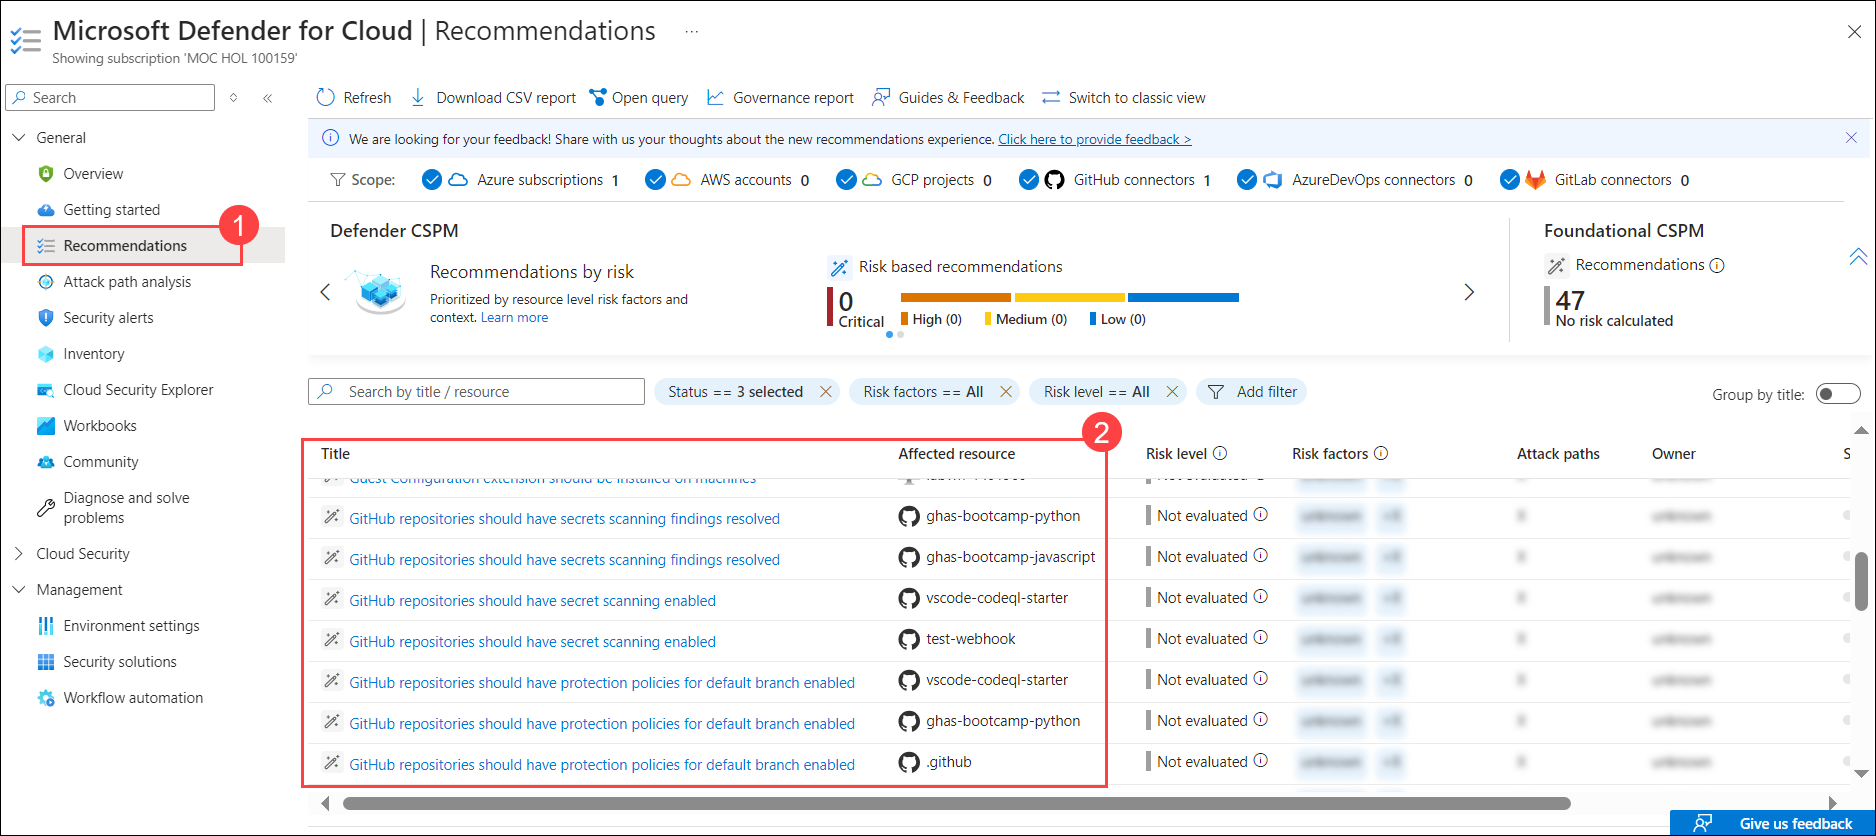 Microsoft Defender for Cloud | Recommendations ...
Showing subscription 'MOC HOL 100159'
Search
General
Overview
Getting started
Recommendations
1
Attack path analysis
Security alerts
Inventory
Cloud Security Explorer
Workbooks
Community
Diagnose and solve
problems
Cloud Security
Management
Environment settings
Security solutions
Workflow automation
Refresh Download CSV report Open query Governance report Guides & Feedback Switch to classic view
We are looking for your feedback! Share with us your thoughts about the new recommendations experience. Click here to provide feedback >
Scope: Azure subscriptions 1 AWS accounts 0 GCP projects 0 GitHub connectors 1 AzureDevOps connectors 0 GitLab connectors 0
Defender CSPM
Recommendations by risk
Prioritized by resource level risk factors and
context. Learn more
Risk based recommendations
0
Critical High (0) Medium (0) Low (0)
Foundational CSPM
Recommendations
47
No risk calculated
Search by title / resource Status == 3 selected Risk factors == All Risk level == All Add filter
Group by title:
2
Title Affected resource Risk level Risk factors Attack paths Owner S
Guest Configuration extension should be installed on machines
GitHub repositories should have secrets scanning findings resolved ghas-bootcamp-python Not evaluated
GitHub repositories should have secrets scanning findings resolved ghas-bootcamp-javascript Not evaluated
GitHub repositories should have secret scanning enabled vscode-codeql-starter Not evaluated
GitHub repositories should have secret scanning enabled test-webhook Not evaluated
GitHub repositories should have protection policies for default branch enabled vscode-codeql-starter Not evaluated
GitHub repositories should have protection policies for default branch enabled ghas-bootcamp-python Not evaluated
GitHub repositories should have protection policies for default branch enabled .github Not evaluated
Give us feedback